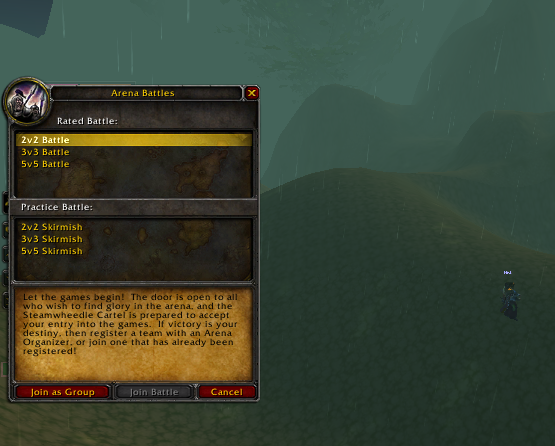 Arena Battles
Rated Battle:
2v2 Battle
3v3 Battle
5v5 Battle
Practice Battle:
2v2 Skirmish
3v3 Skirmish
5v5 Skirmish
Let the games begin! The door is open to all
who wish to find glory in the arena, and the
Steamwheedle Cartel is prepared to accept
your entry into the games. If victory is your
destiny, then register a team with an Arena
Organizer, or join one that has already been
registered!
Join as Group
Join Battle
Cancel